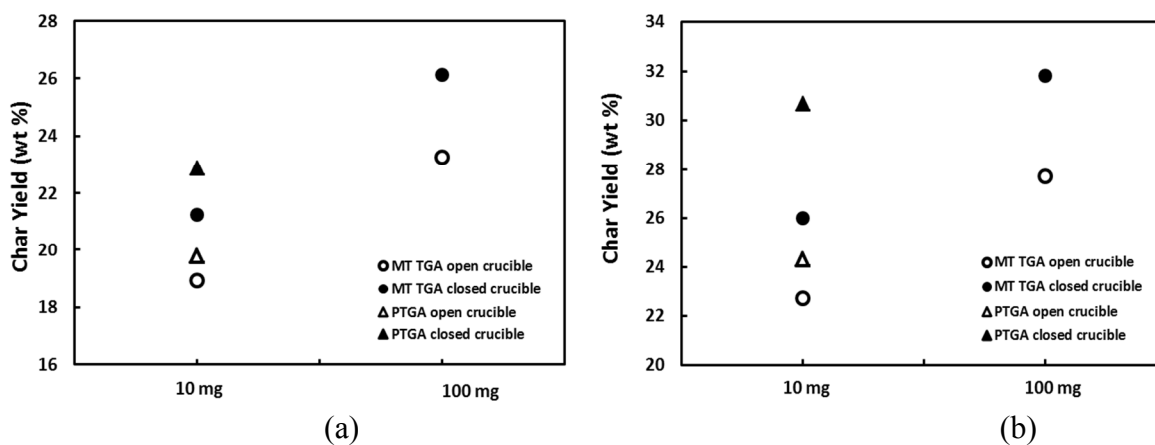 Char Yield (wt %)
28
26
24
22
20
18
16
10 mg
100 mg
MT TGA open crucible
MT TGA closed crucible
PTGA open crucible
PTGA closed crucible
(a)
Char Yield (wt %)
34
32
30
28
26
24
22
20
10 mg
100 mg
MT TGA open crucible
MT TGA closed crucible
PTGA open crucible
PTGA closed crucible
(b)